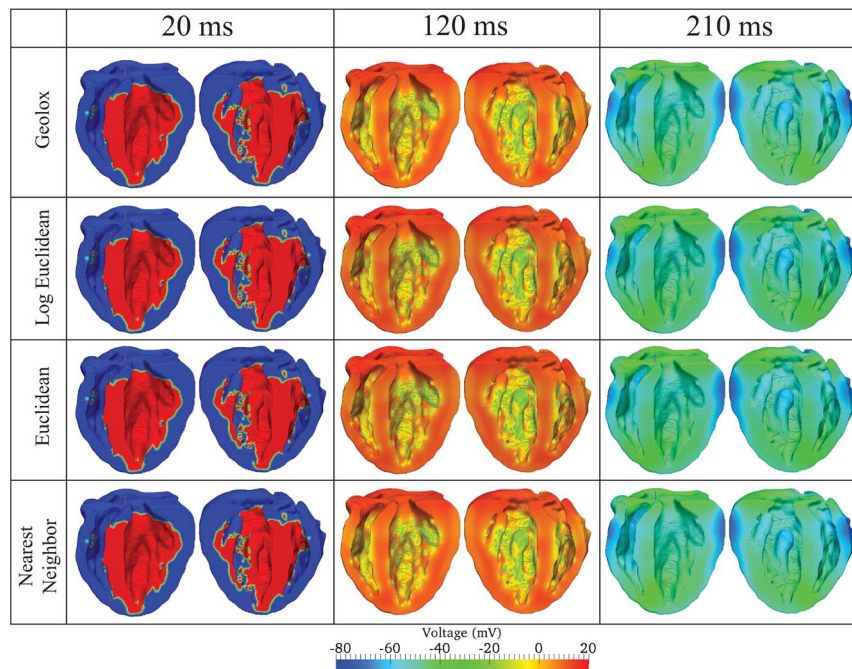 20 ms
120 ms
210 ms
Geolox
Log Euclidean
Euclidean
Nearest
Neighbor
Voltage (mV)
-80 -60 -40 -20 0 20